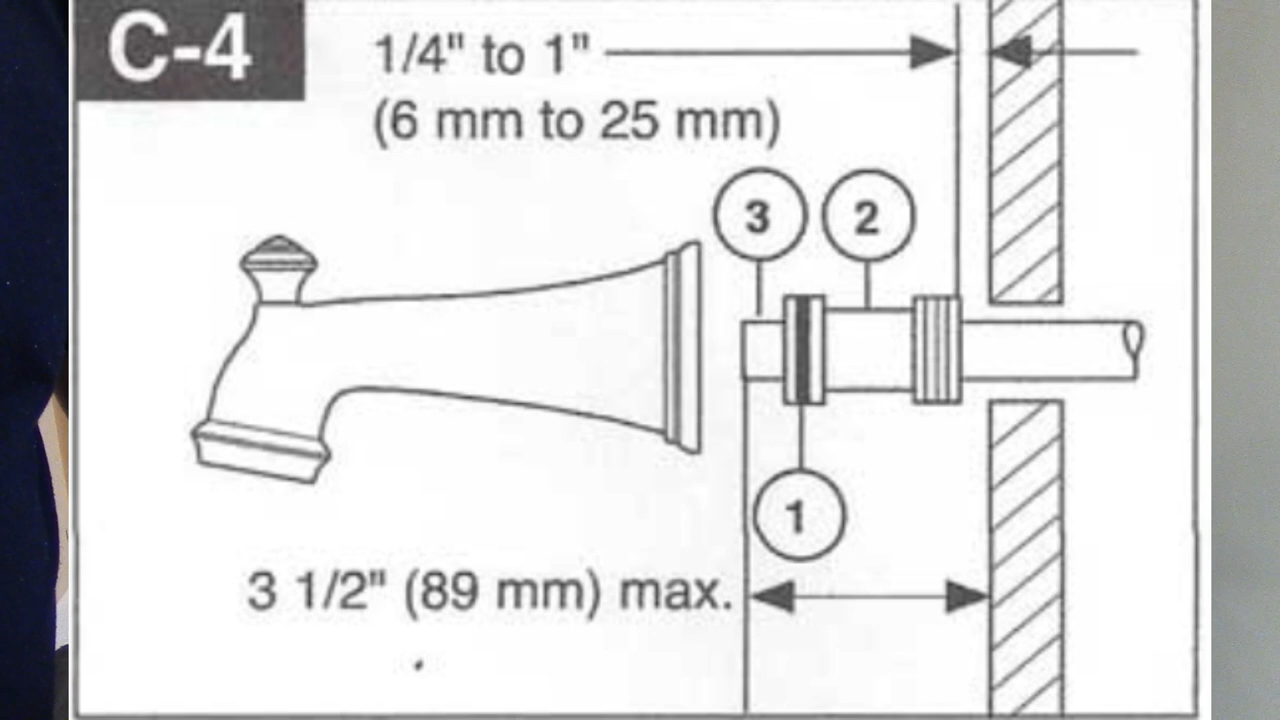 C-4
1/4" to 1"
(6 mm to 25 mm)
3 2
1
3 1/2" (89 mm) max.